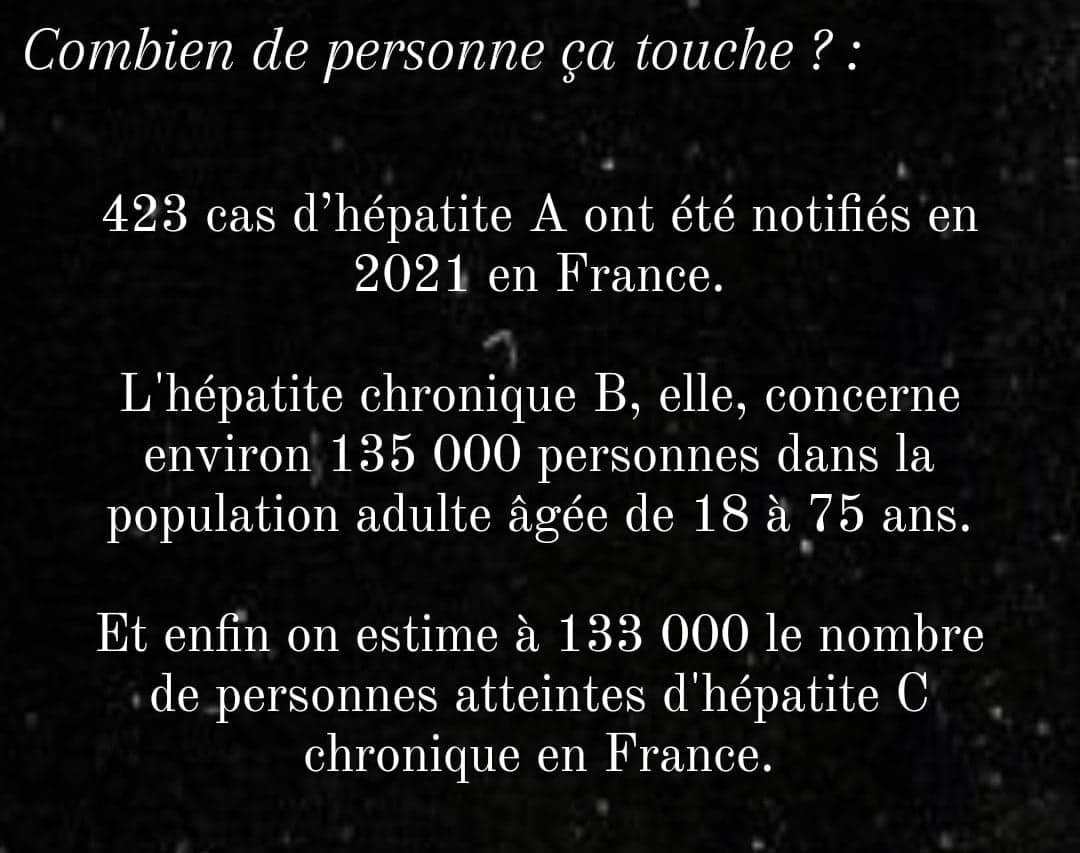 Combien de personne ça touche ? :
423 cas d’hépatite A ont été notifiés en
2021 en France.
L'hépatite chronique B, elle, concerne
environ 135 000 personnes dans la
population adulte âgée de 18 à 75 ans.
Et enfin on estime à 133 000 le nombre
de personnes atteintes d'hépatite C
chronique en France.